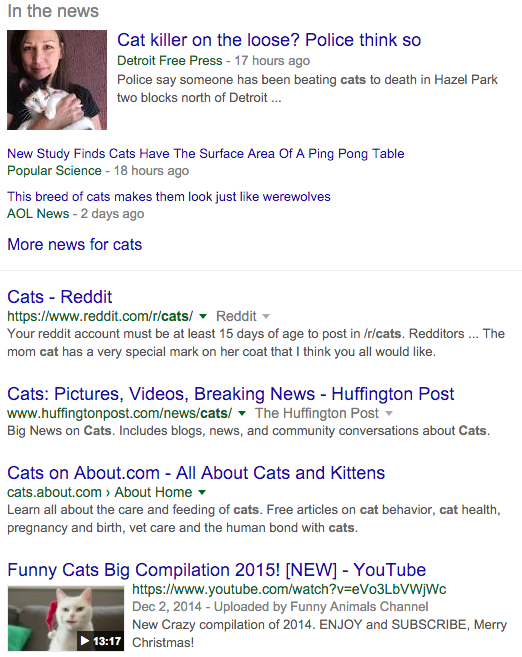 In the news
Cat killer on the loose? Police think so
Detroit Free Press - 17 hours ago
Police say someone has been beating cats to death in Hazel Park
two blocks north of Detroit ...
New Study Finds Cats Have The Surface Area Of A Ping Pong Table
Popular Science - 18 hours ago
This breed of cats makes them look just like werewolves
AOL News - 2 days ago
More news for cats
Cats - Reddit
https://www.reddit.com/r/cats/ Reddit
Your reddit account must be at least 15 days of age to post in /r/cats. Redditors ... The
mom cat has a very special mark on her coat that I think you all would like.
Cats: Pictures, Videos, Breaking News - Huffington Post
www.huffingtonpost.com/news/cats/ The Huffington Post
Big News on Cats. Includes blogs, news, and community conversations about Cats.
Cats on About.com - All About Cats and Kittens
cats.about.com › About Home
Learn all about the care and feeding of cats. Free articles on cat behavior, cat health,
pregnancy and birth, vet care and the human bond with cats.
Funny Cats Big Compilation 2015! [NEW] - YouTube
https://www.youtube.com/watch?v=eVo3LbVWjWc
Dec 2, 2014 - Uploaded by Funny Animals Channel
New Crazy compilation of 2014. ENJOY and SUBSCRIBE, Merry
Christmas!
13:17